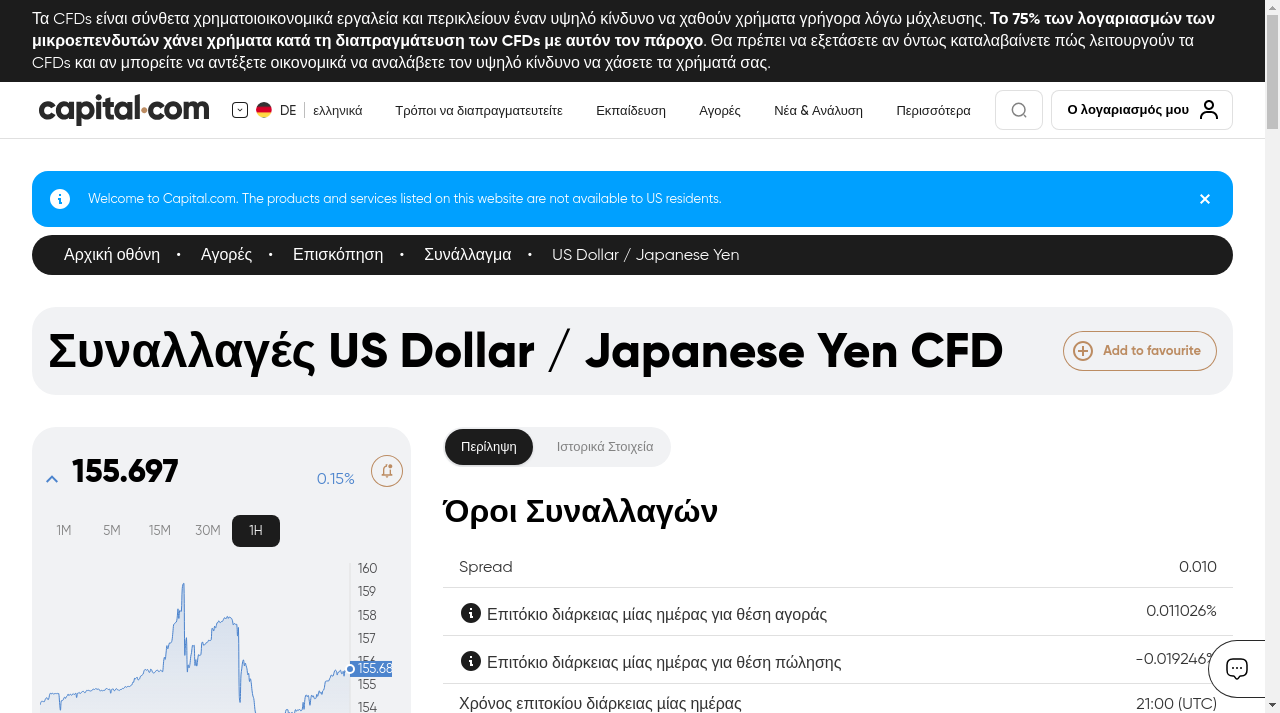 Τα CFDs είναι σύνθετα χρηματοιοικονομικά εργαλεία και περικλείουν έναν υψηλό κίνδυνο να χαθούν χρήματα γρήγορα λόγω μόχλευσης. Το 75% των λογαριασμών των
μικροεπενδυτών χάνει χρήματα κατά τη διαπραγμάτευση των CFDs με αυτόν τον πάροχο. Θα πρέπει να εξετάσετε αν όντως καταλαβαίνετε πώς λειτουργούν τα
CFDs και αν μπορείτε να αντέξετε οικονομικά να αναλάβετε τον υψηλό κίνδυνο να χάσετε τα χρήματά σας.
capital.com
DE
ελληνικά
Τρόποι να διαπραγματευτείτε
Εκπαίδευση
Αγορές
Νέα & Ανάλυση
Περισσότερα
Ο λογαριασμός μου
Welcome to Capital.com. The products and services listed on this website are not available to US residents.
Αρχική οθόνη • Αγορές • Επισκόπηση • Συνάλλαγμα • US Dollar / Japanese Yen
Συναλλαγές US Dollar / Japanese Yen CFD
Add to favourite
155.697
0.15%
1M 5M 15M 30M 1H
160
159
158
157
155.68
155
154
Περίληψη
Ιστορικά Στοιχεία
Όροι Συναλλαγών
Spread 0.010
Επιτόκιο διάρκειας μίας ημέρας για θέση αγοράς 0.011026%
Επιτόκιο διάρκειας μίας ημέρας για θέση πώλησης -0.019246%
Χρόνος επιτοκίου διάρκειας μίας ημέρας 21:00 (UTC)